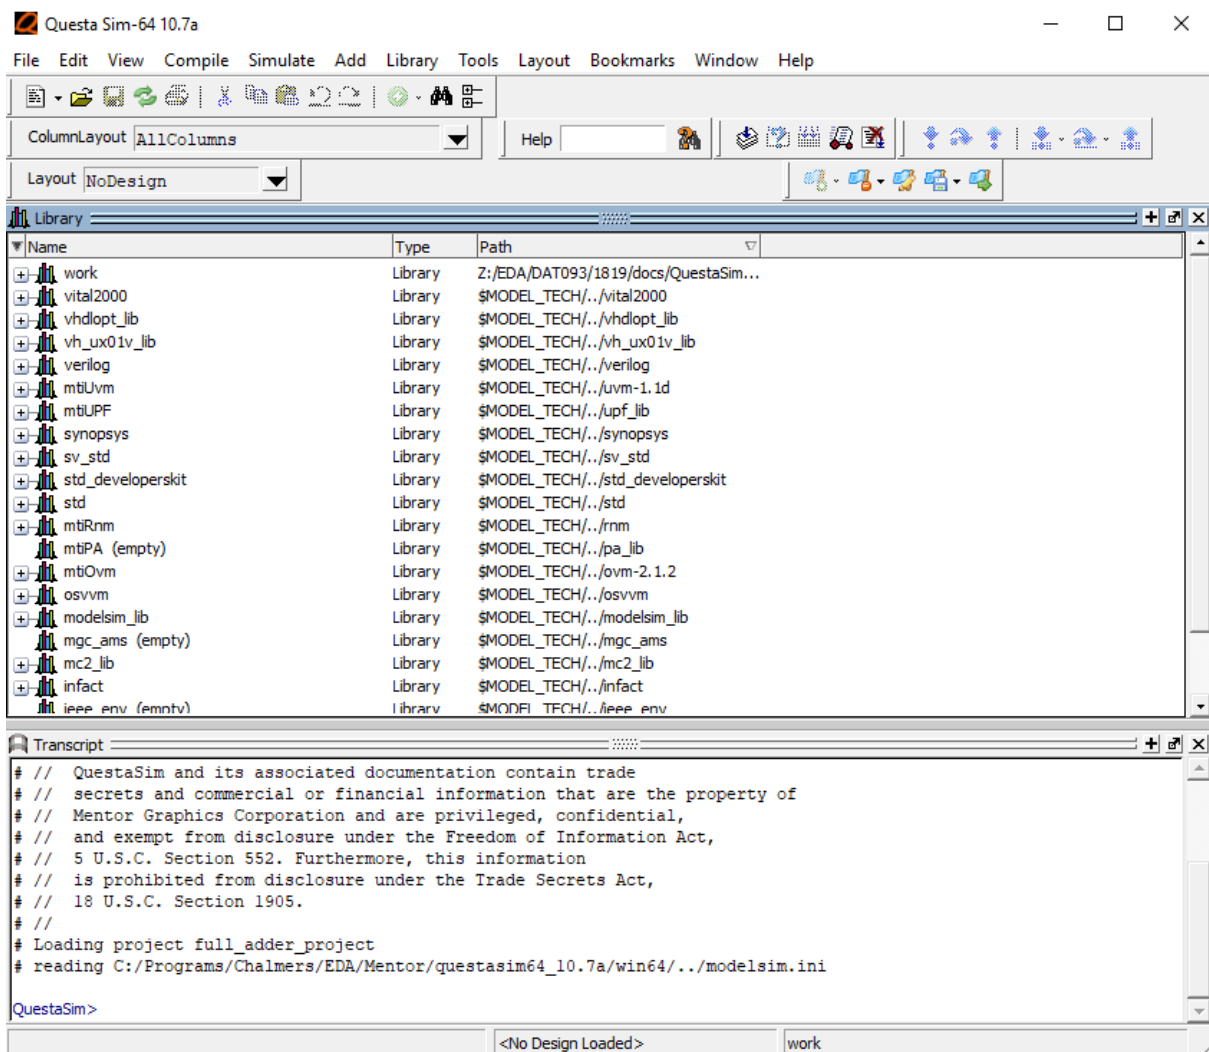 Questa Sim-64 10.7a
File Edit View Compile Simulate Add Library Tools Layout Bookmarks Window Help
ColumnLayout AllColumns Help
Layout NoDesign
Library
Name Type Path
work Library Z:/EDA/DAT093/1819/docs/QuestaSim...
vital2000 Library $MODEL_TECH/../vital2000
vhdlopt_lib Library $MODEL_TECH/../vhdlopt_lib
vh_ux01v_lib Library $MODEL_TECH/../vh_ux01v_lib
verilog Library $MODEL_TECH/../verilog
mtiUvm Library $MODEL_TECH/../uvm-1.1d
mtiUPF Library $MODEL_TECH/../upf_lib
synopsys Library $MODEL_TECH/../synopsys
sv_std Library $MODEL_TECH/../sv_std
std_developerskit Library $MODEL_TECH/../std_developerskit
std Library $MODEL_TECH/../std
mtiRnm Library $MODEL_TECH/../rnm
mtiPA (empty) Library $MODEL_TECH/../pa_lib
mtiOvm Library $MODEL_TECH/../ovm-2.1.2
osvvm Library $MODEL_TECH/../osvvm
modelsim_lib Library $MODEL_TECH/../modelsim_lib
mgc_ams (empty) Library $MODEL_TECH/../mgc_ams
mc2_lib Library $MODEL_TECH/../mc2_lib
infact Library $MODEL_TECH/../infact
ieee_env (empty) Library $MODEL_TECH/../ieee_env
Transcript
# // QuestaSim and its associated documentation contain trade
# // secrets and commercial or financial information that are the property of
# // Mentor Graphics Corporation and are privileged, confidential,
# // and exempt from disclosure under the Freedom of Information Act,
# // 5 U.S.C. Section 552. Furthermore, this information
# // is prohibited from disclosure under the Trade Secrets Act,
# // 18 U.S.C. Section 1905.
# //
# Loading project full_adder_project
# reading C:/Programs/Chalmers/EDA/Mentor/questasim64_10.7a/win64/../modelsim.ini
QuestaSim>
<No Design Loaded> work